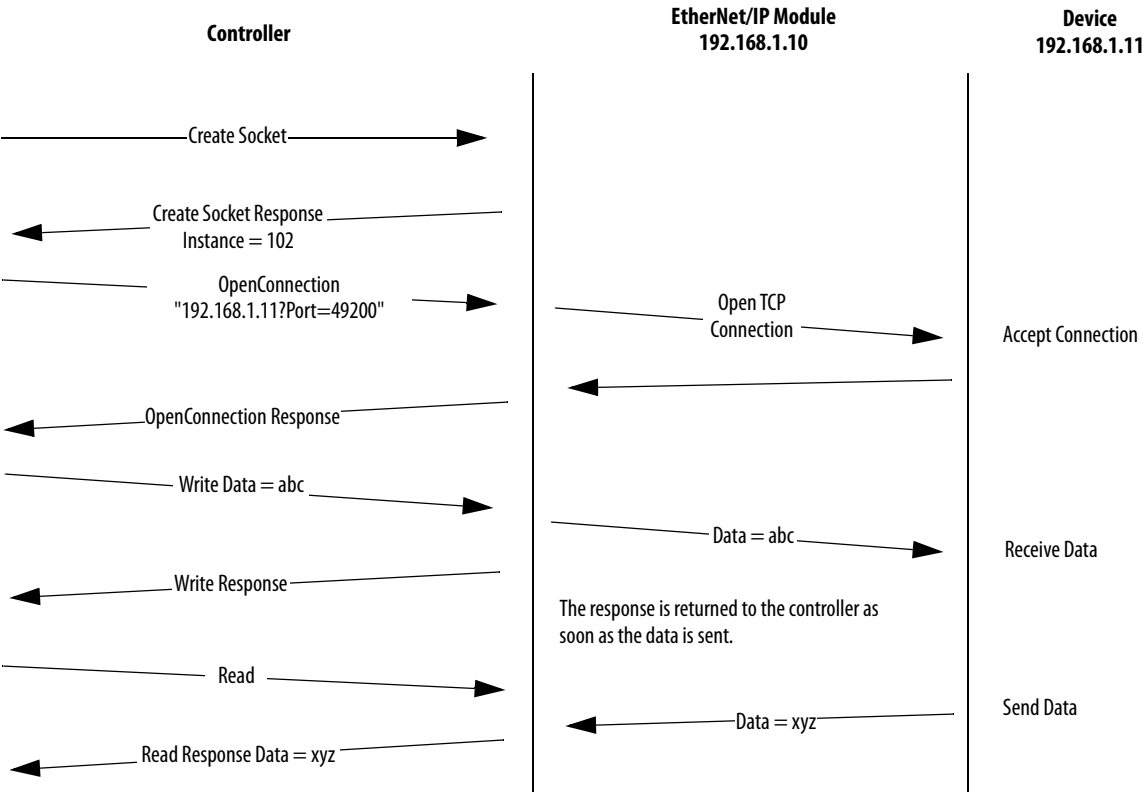 Controller
EtherNet/IP Module
192.168.1.10
Device
192.168.1.11
Create Socket
Create Socket Response
Instance = 102
OpenConnection
"192.168.1.11?Port=49200"
Open TCP
Connection
Accept Connection
OpenConnection Response
Write Data = abc
Data = abc
Receive Data
Write Response
The response is returned to the controller as
soon as the data is sent.
Read
Send Data
Data = xyz
Read Response Data = xyz